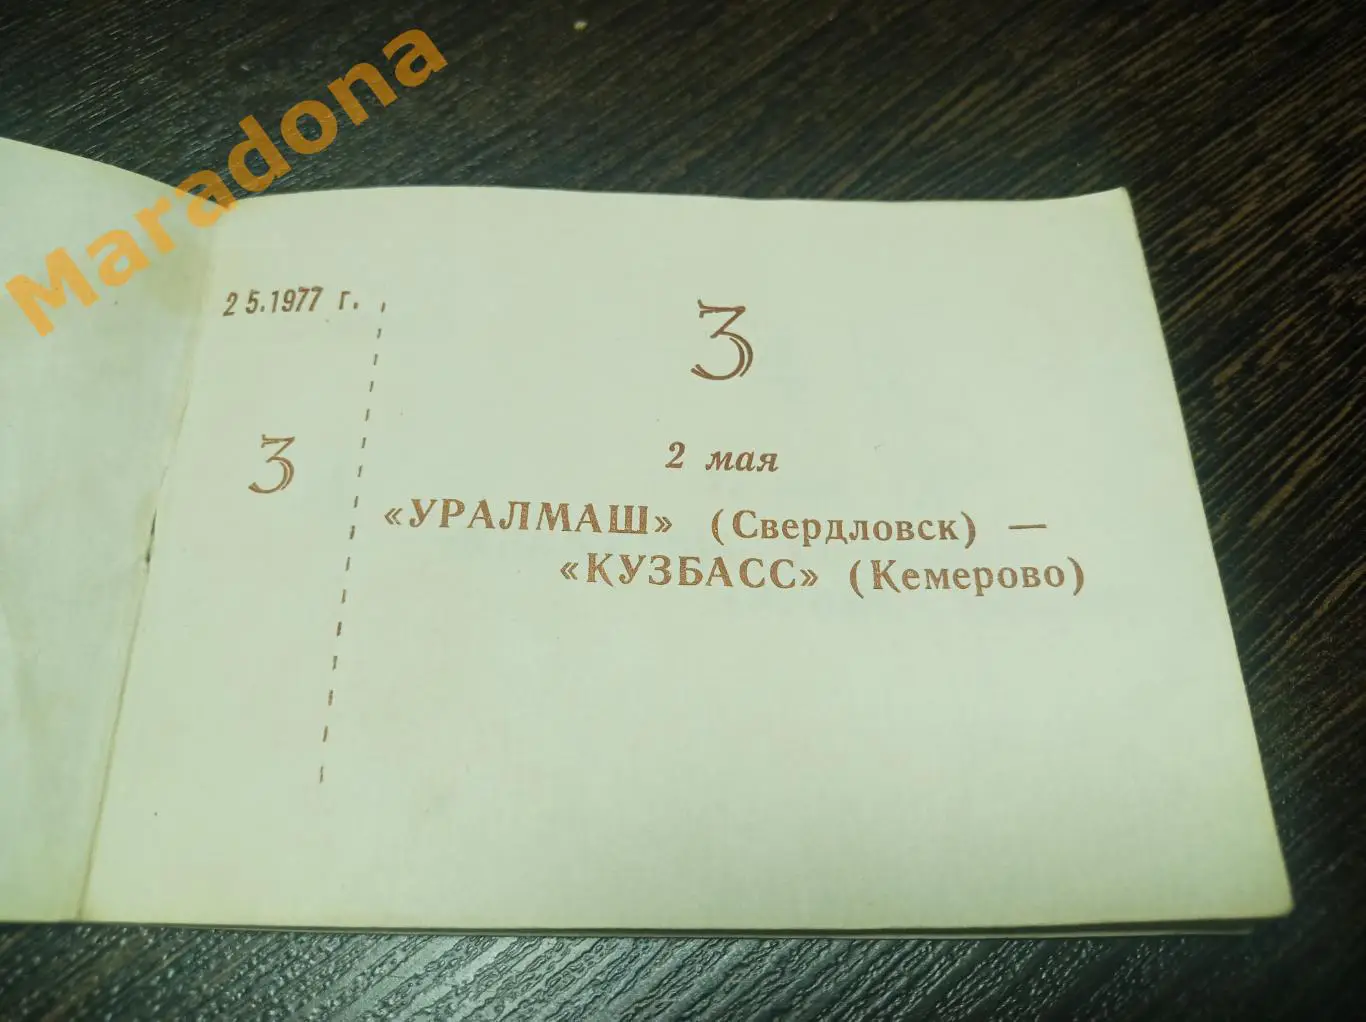 Maradona
2 5.1977 г.
3
3
2 мая
«УРАЛМАШ» (Свердловск) —
«КУЗБАСС» (Кемерово)